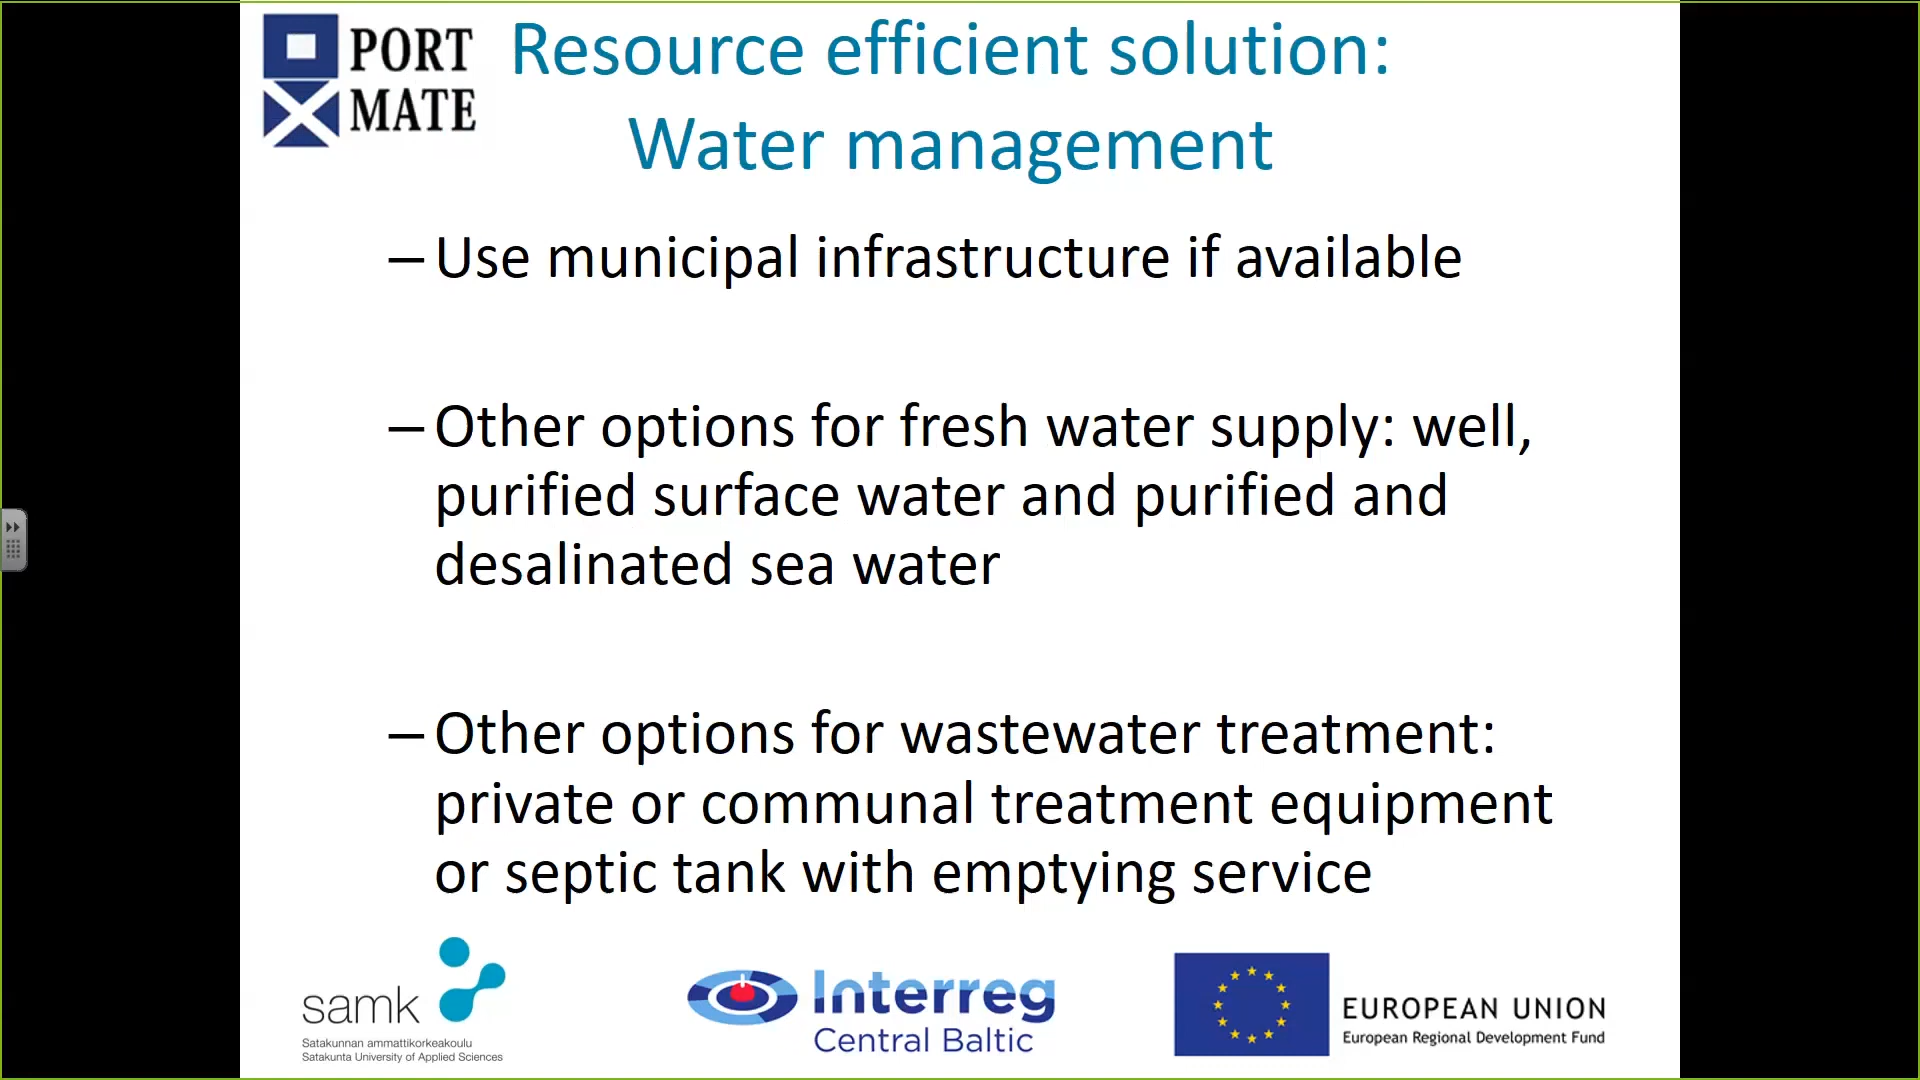 PORT
MATE
Resource efficient solution:
Water management
– Use municipal infrastructure if available
– Other options for fresh water supply: well,
purified surface water and purified and
desalinated sea water
– Other options for wastewater treatment:
private or communal treatment equipment
or septic tank with emptying service
samk
Satakunnan ammattikorkeakoulu
Satakunta University of Applied Sciences
Interreg
Central Baltic
EUROPEAN UNION
European Regional Development Fund